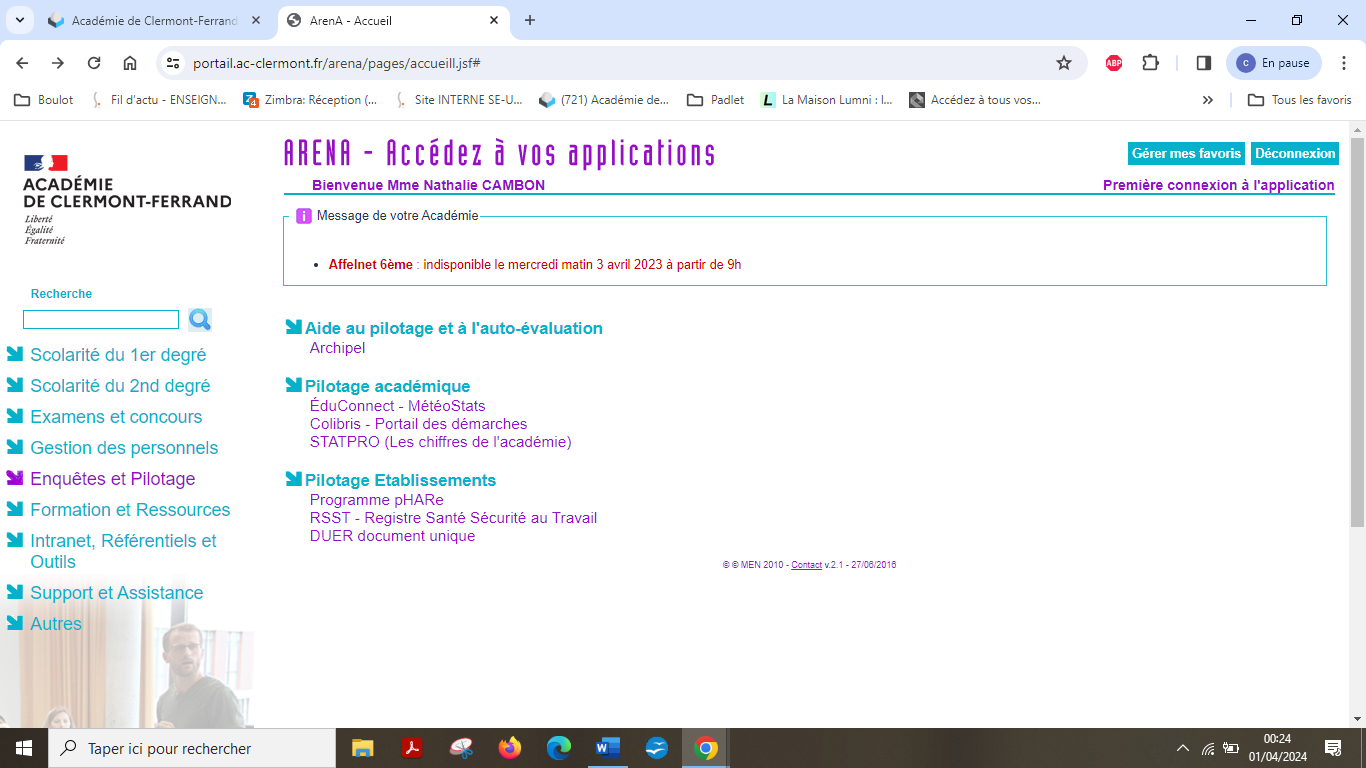 Académie de Clermont-Ferrand
ArenA - Accueil
portail.ac-clermont.fr/arena/pages/accueill.jsf#
ABP
C
En pause
Boulot
Fil d'actu - ENSEIGN...
Zimbra: Réception (...
Site INTERNE SE-U...
(721) Académie de...
Padlet
L
La Maison Lumni : l...
Accédez à tous vos...
Tous les favoris
ACADÉMIE
DE CLERMONT-FERRAND
Liberté
Égalité
Fraternité
ARENA - Accédez à vos applications
Gérer mes favoris
Déconnexion
Bienvenue Mme Nathalie CAMBON
Première connexion à l'application
i Message de votre Académie
Affelnet 6ème : indisponible le mercredi matin 3 avril 2023 à partir de 9h
Recherche
Scolarité du 1er degré
Scolarité du 2nd degré
Examens et concours
Gestion des personnels
Enquêtes et Pilotage
Formation et Ressources
Intranet, Référentiels et
Outils
Support et Assistance
Autres
Aide au pilotage et à l'auto-évaluation
Archipel
Pilotage académique
ÉduConnect - MétéoStats
Colibris - Portail des démarches
STATPRO (Les chiffres de l'académie)
Pilotage Etablissements
Programme pHARe
RSST - Registre Santé Sécurité au Travail
DUER document unique
© © MEN 2010 - Contact v.2.1 - 27/06/2016
Taper ici pour rechercher
00:24
01/04/2024